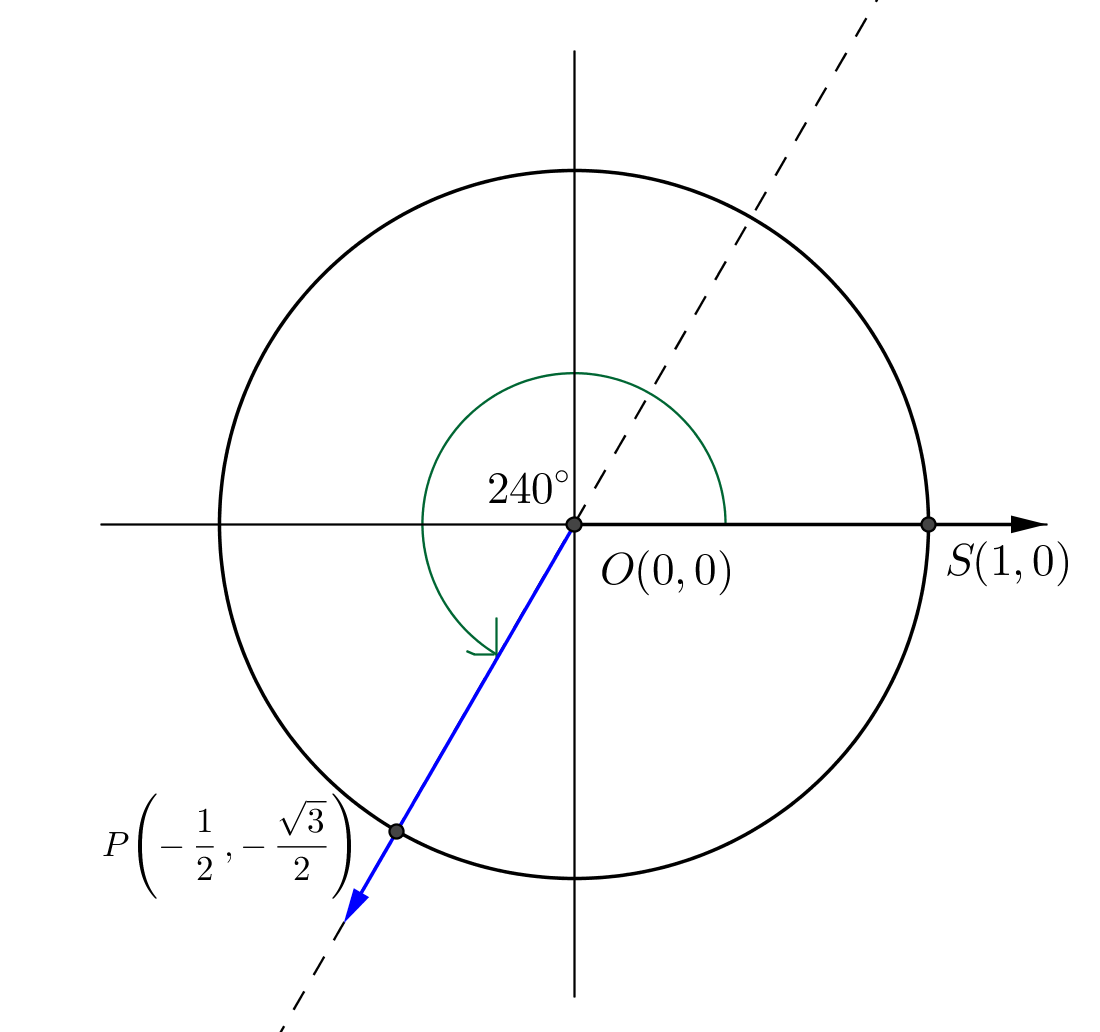 240°
O(0, 0)
S(1, 0)
P(-1/2, -√3/2)